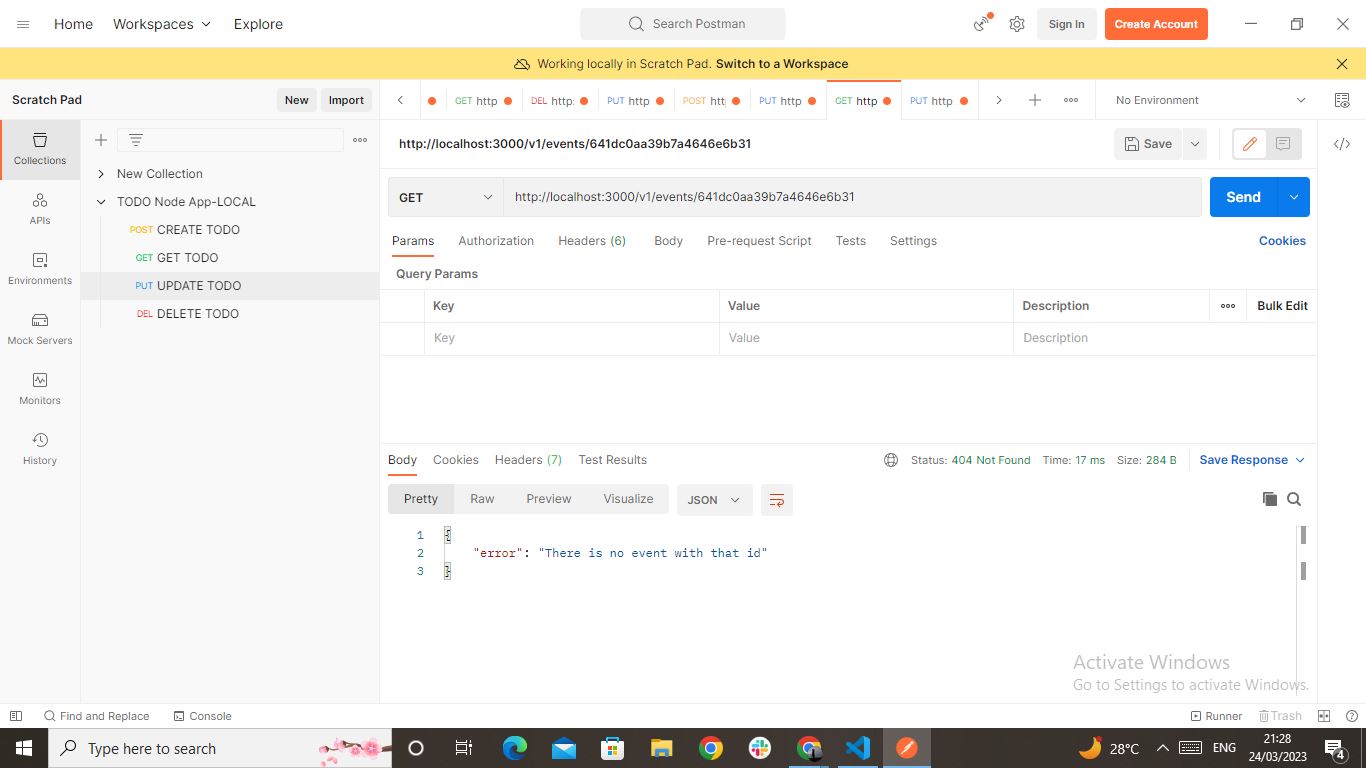 Home Workspaces Explore Search Postman Sign In Create Account
Working locally in Scratch Pad. Switch to a Workspace
Scratch Pad New Import
GET http DEL http: PUT http POST htt PUT http GET http PUT http No Environment
Collections
APIs
Environments
Mock Servers
Monitors
History
New Collection
TODO Node App-LOCAL
POST CREATE TODO
GET GET TODO
PUT UPDATE TODO
DEL DELETE TODO
http://localhost:3000/v1/events/641dc0aa39b7a4646e6b31 Save
GET http://localhost:3000/v1/events/641dc0aa39b7a4646e6b31 Send
Params Authorization Headers (6) Body Pre-request Script Tests Settings Cookies
Query Params
Key Value Description Bulk Edit
Key Value Description
Body Cookies Headers (7) Test Results Status: 404 Not Found Time: 17 ms Size: 284 B Save Response
Pretty Raw Preview Visualize JSON
1 {
2 "error": "There is no event with that id"
3 }
Activate Windows
Go to Settings to activate Windows.
Find and Replace Console Runner Trash
Type here to search 28°C ENG 21:28
24/03/2023 4